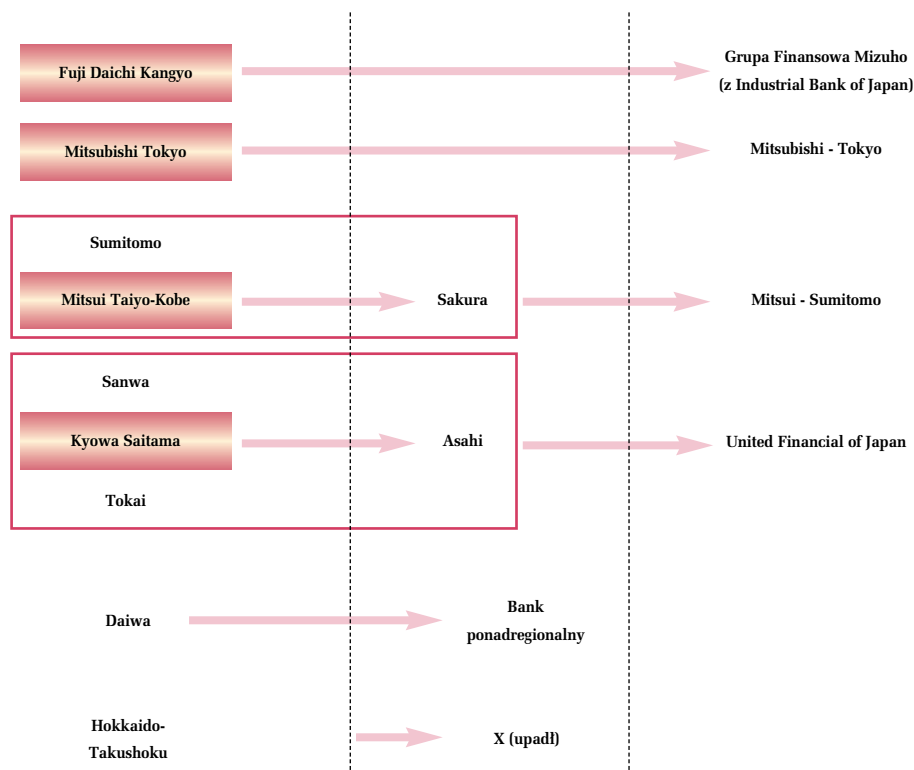 Fuji Daichi Kangyo
Grupa Finansowa Mizuho
(z Industrial Bank of Japan)
Mitsubishi Tokyo
Mitsubishi - Tokyo
Sumitomo
Mitsui Taiyo-Kobe
Sakura
Mitsui - Sumitomo
Sanwa
Kyowa Saitama
Asahi
United Financial of Japan
Tokai
Daiwa
Bank
ponadregionalny
Hokkaido-
Takushoku
X (upadł)